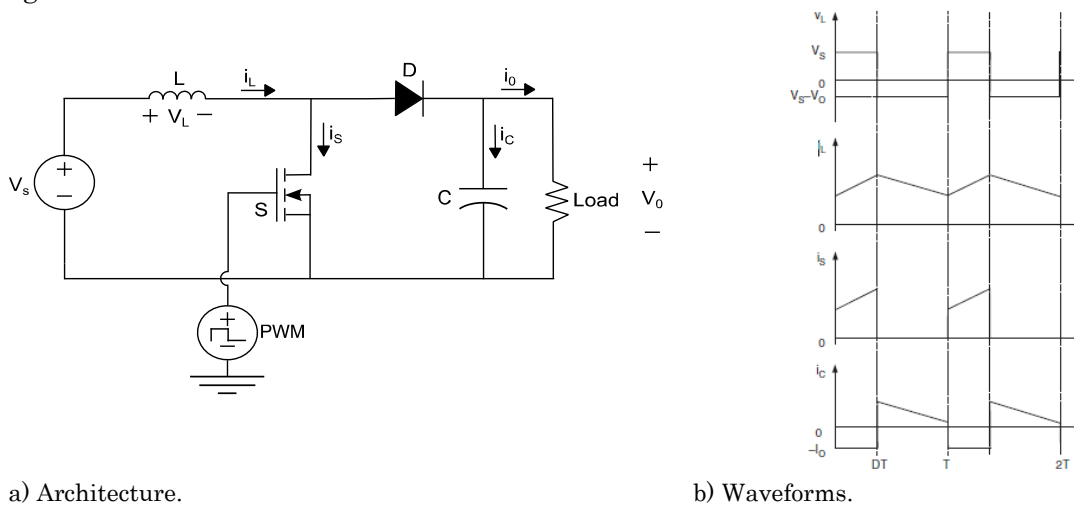 L
i_L
D
i_0
+ V_L −
i_S
i_C
+
V_s
+
−
S
C
Load
V_0
−
+
−
PWM
V_L
V_S
0
V_S–V_O
I_L
0
i_S
0
i_C
0
–I_O
DT
T
2T
a) Architecture.
b) Waveforms.